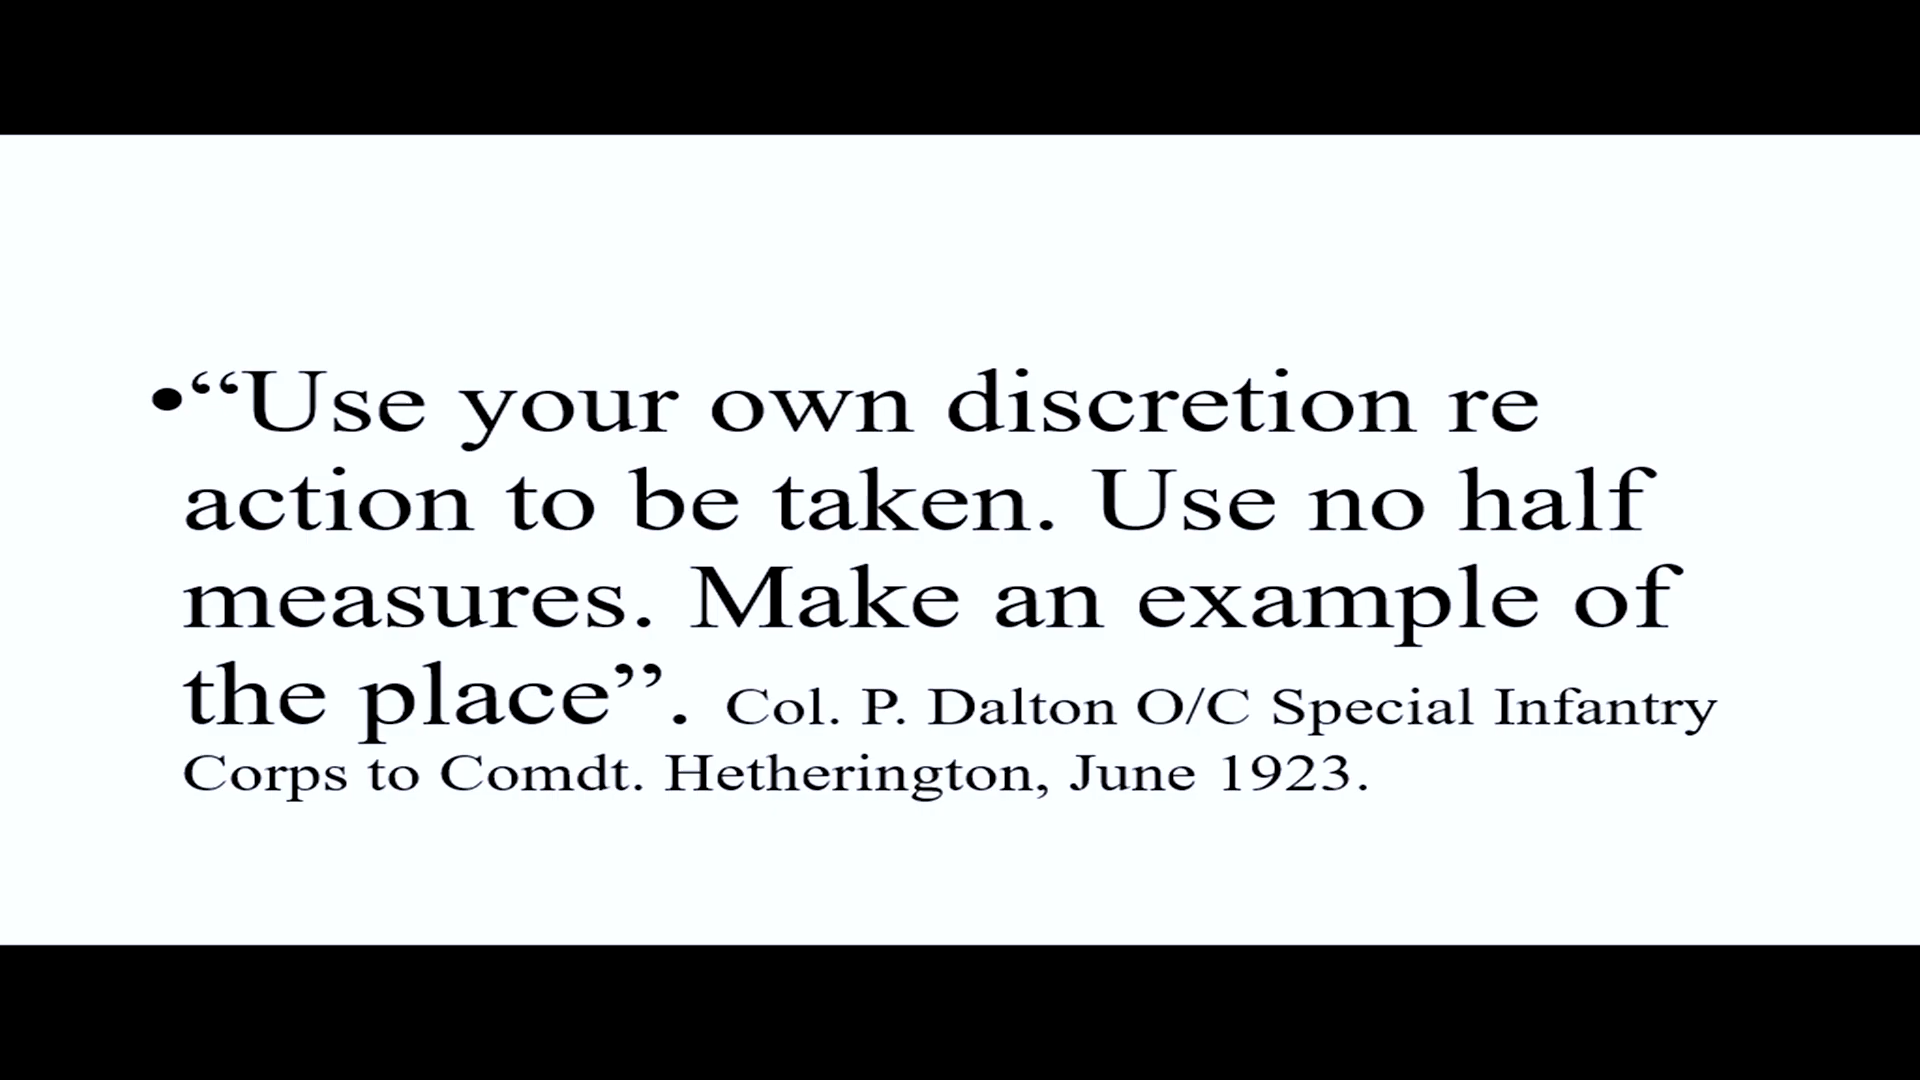 •“Use your own discretion re
action to be taken. Use no half
measures. Make an example of
the place”. Col. P. Dalton O/C Special Infantry
Corps to Comdt. Hetherington, June 1923.